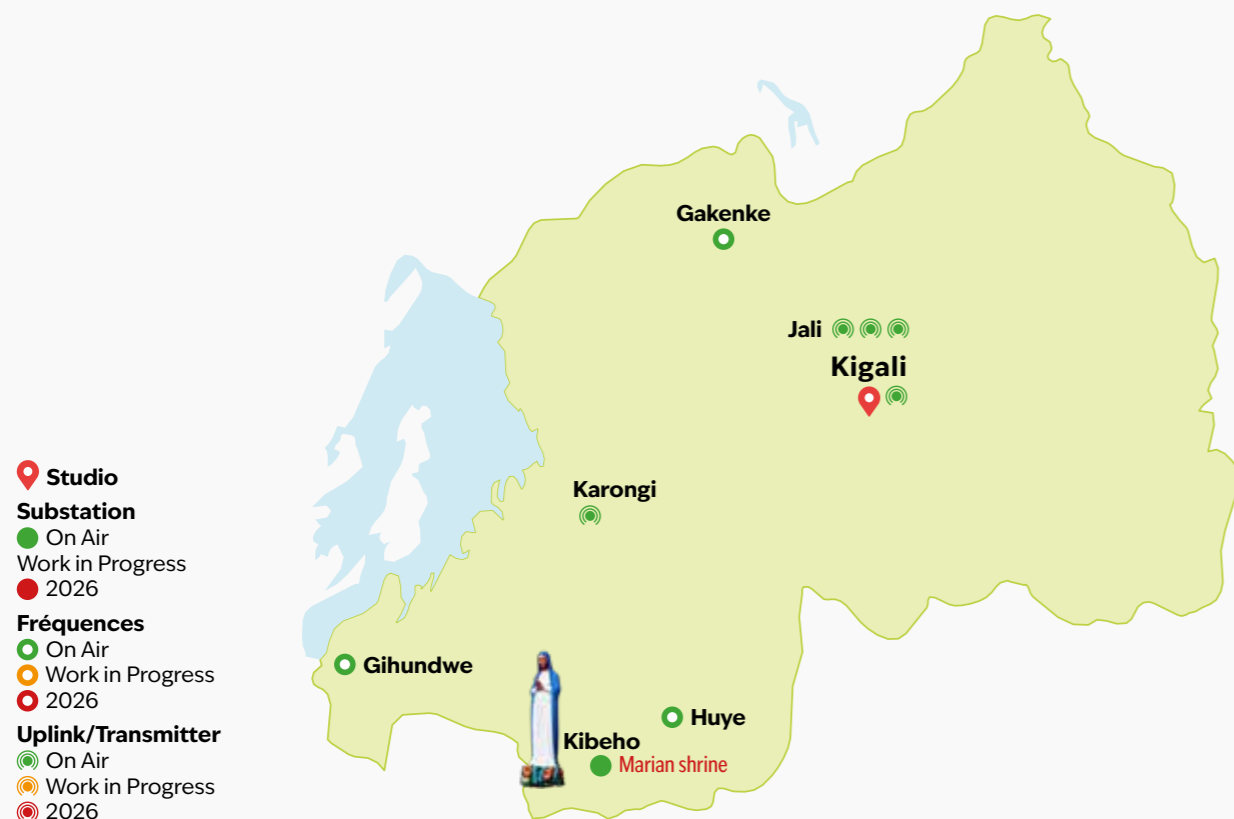 Gakenke
Jali
Kigali
Karongi
Gihundwe
Huye
Kibeho
Marian shrine
Studio
Substation
On Air
Work in Progress
2026
Fréquences
On Air
Work in Progress
2026
Uplink/Transmitter
On Air
Work in Progress
2026